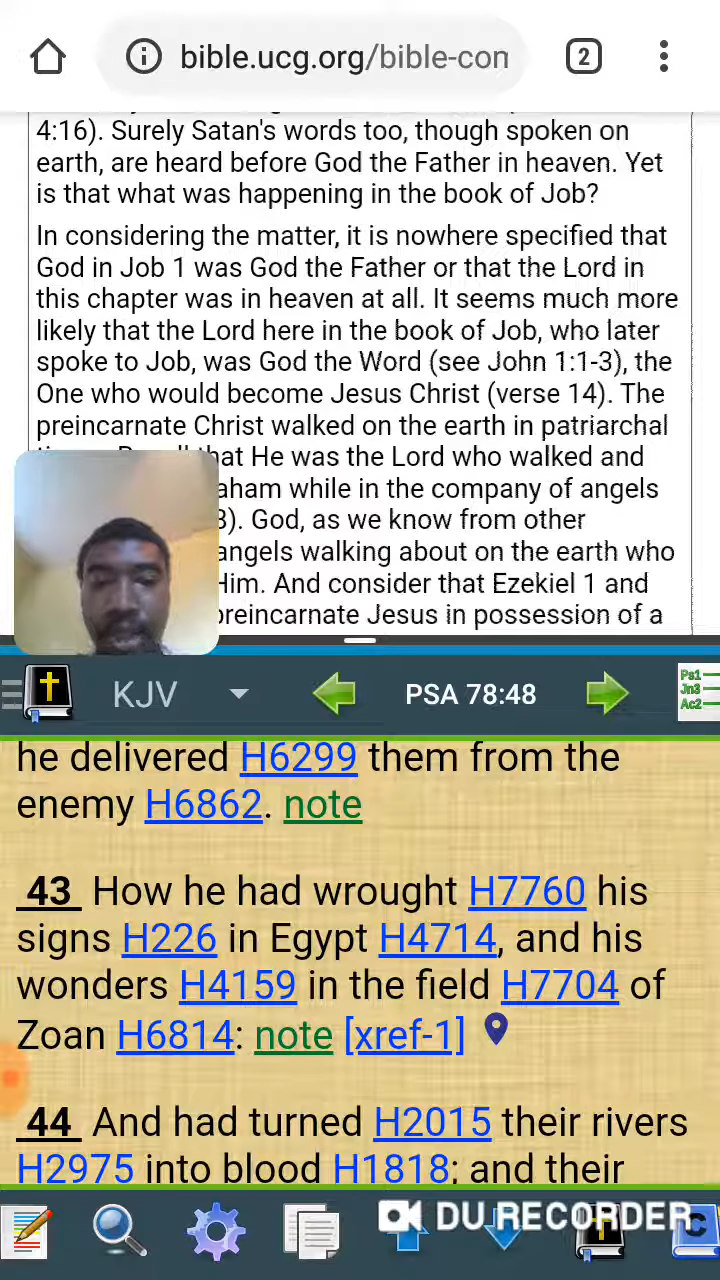 bible.ucg.org/bible-con
2
4:16). Surely Satan's words too, though spoken on
earth, are heard before God the Father in heaven. Yet
is that what was happening in the book of Job?
In considering the matter, it is nowhere specified that
God in Job 1 was God the Father or that the Lord in
this chapter was in heaven at all. It seems much more
likely that the Lord here in the book of Job, who later
spoke to Job, was God the Word (see John 1:1-3), the
One who would become Jesus Christ (verse 14). The
preincarnate Christ walked on the earth in patriarchal
that He was the Lord who walked and
while in the company of angels
God, as we know from other
angels walking about on the earth who
Him. And consider that Ezekiel 1 and
preincarnate Jesus in possession of a
KJV
PSA 78:48
Ps1
Jn3
Ac2
he delivered H6299 them from the
enemy H6862. note
43 How he had wrought H7760 his
signs H226 in Egypt H4714, and his
wonders H4159 in the field H7704 of
Zoan H6814: note [xref-1]
44 And had turned H2015 their rivers
H2975 into blood H1818; and their
DU RECORDER
C